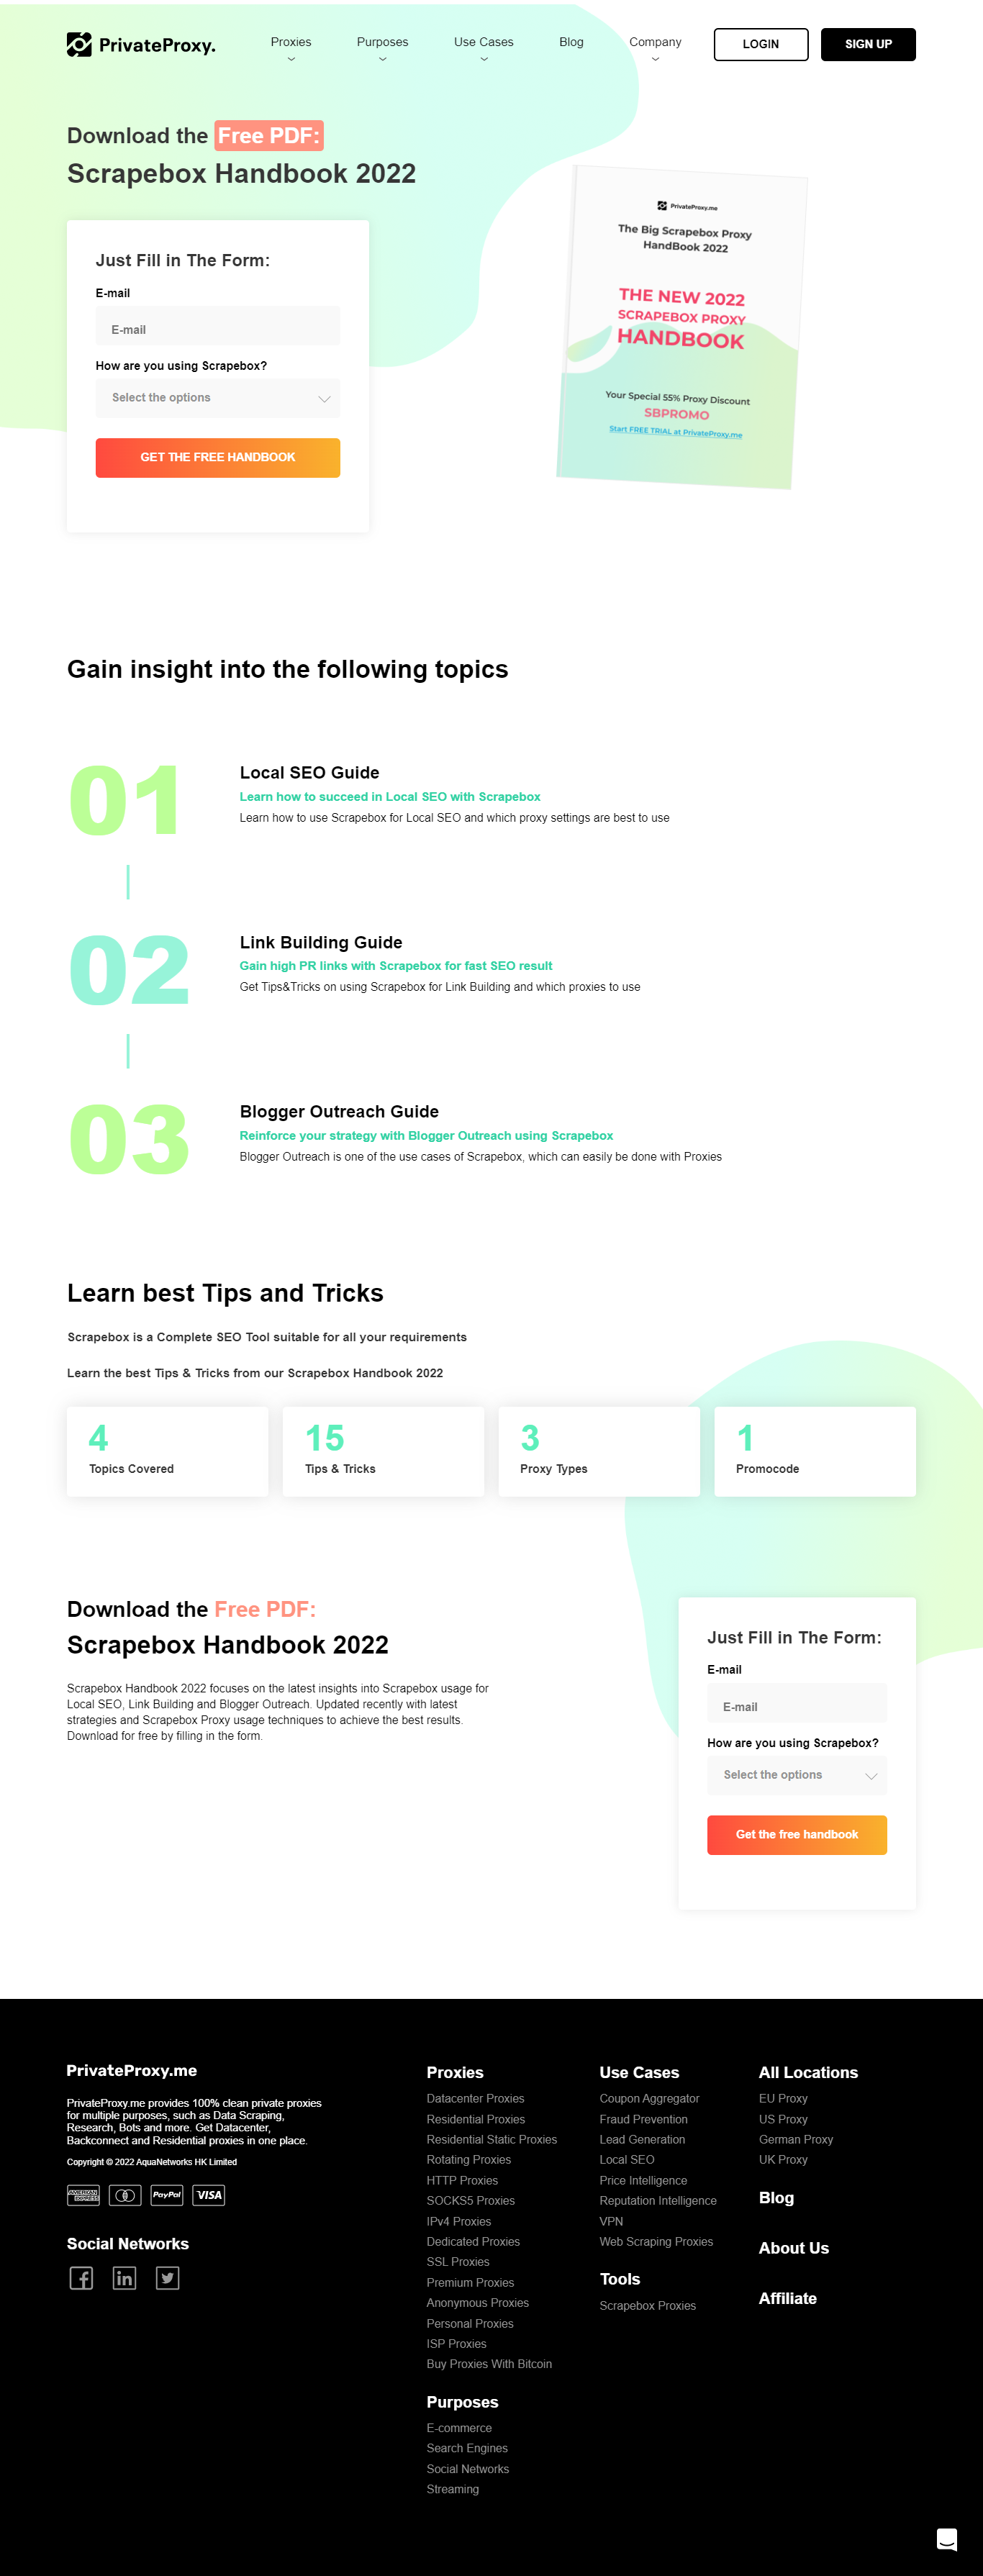 PrivateProxy.
Proxies
Purposes
Use Cases
Blog
Company
LOGIN
SIGN UP
Download the Free PDF:
Scrapebox Handbook 2022
Just Fill in The Form:
E-mail
E-mail
How are you using Scrapebox?
Select the options
GET THE FREE HANDBOOK
PrivateProxy.me
The Big Scrapebox Proxy
HandBook 2022
THE NEW 2022
SCRAPEBOX PROXY
HANDBOOK
Your Special 55% Proxy Discount
SBPROMO
Start FREE TRIAL at PrivateProxy.me
Gain insight into the following topics
01
Local SEO Guide
Learn how to succeed in Local SEO with Scrapebox
Learn how to use Scrapebox for Local SEO and which proxy settings are best to use
02
Link Building Guide
Gain high PR links with Scrapebox for fast SEO result
Get Tips&Tricks on using Scrapebox for Link Building and which proxies to use
03
Blogger Outreach Guide
Reinforce your strategy with Blogger Outreach using Scrapebox
Blogger Outreach is one of the use cases of Scrapebox, which can easily be done with Proxies
Learn best Tips and Tricks
Scrapebox is a Complete SEO Tool suitable for all your requirements
Learn the best Tips & Tricks from our Scrapebox Handbook 2022
4
Topics Covered
15
Tips & Tricks
3
Proxy Types
1
Promocode
Download the Free PDF:
Scrapebox Handbook 2022
Scrapebox Handbook 2022 focuses on the latest insights into Scrapebox usage for
Local SEO, Link Building and Blogger Outreach. Updated recently with latest
strategies and Scrapebox Proxy usage techniques to achieve the best results.
Download for free by filling in the form.
Just Fill in The Form:
E-mail
E-mail
How are you using Scrapebox?
Select the options
Get the free handbook
PrivateProxy.me
PrivateProxy.me provides 100% clean private proxies
for multiple purposes, such as Data Scraping,
Research, Bots and more. Get Datacenter,
Backconnect and Residential proxies in one place.
Copyright © 2022 AquaNetworks HK Limited
AMERICAN
EXPRESS
PayPal
VISA
Social Networks
Proxies
Datacenter Proxies
Residential Proxies
Residential Static Proxies
Rotating Proxies
HTTP Proxies
SOCKS5 Proxies
IPv4 Proxies
Dedicated Proxies
SSL Proxies
Premium Proxies
Anonymous Proxies
Personal Proxies
ISP Proxies
Buy Proxies With Bitcoin
Purposes
E-commerce
Search Engines
Social Networks
Streaming
Use Cases
Coupon Aggregator
Fraud Prevention
Lead Generation
Local SEO
Price Intelligence
Reputation Intelligence
VPN
Web Scraping Proxies
Tools
Scrapebox Proxies
All Locations
EU Proxy
US Proxy
German Proxy
UK Proxy
Blog
About Us
Affiliate